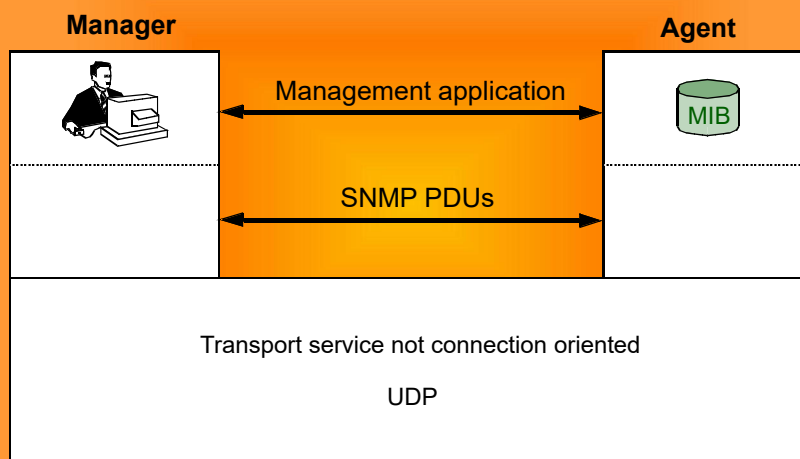 Manager
Agent
Management application
MIB
SNMP PDUs
Transport service not connection oriented
UDP